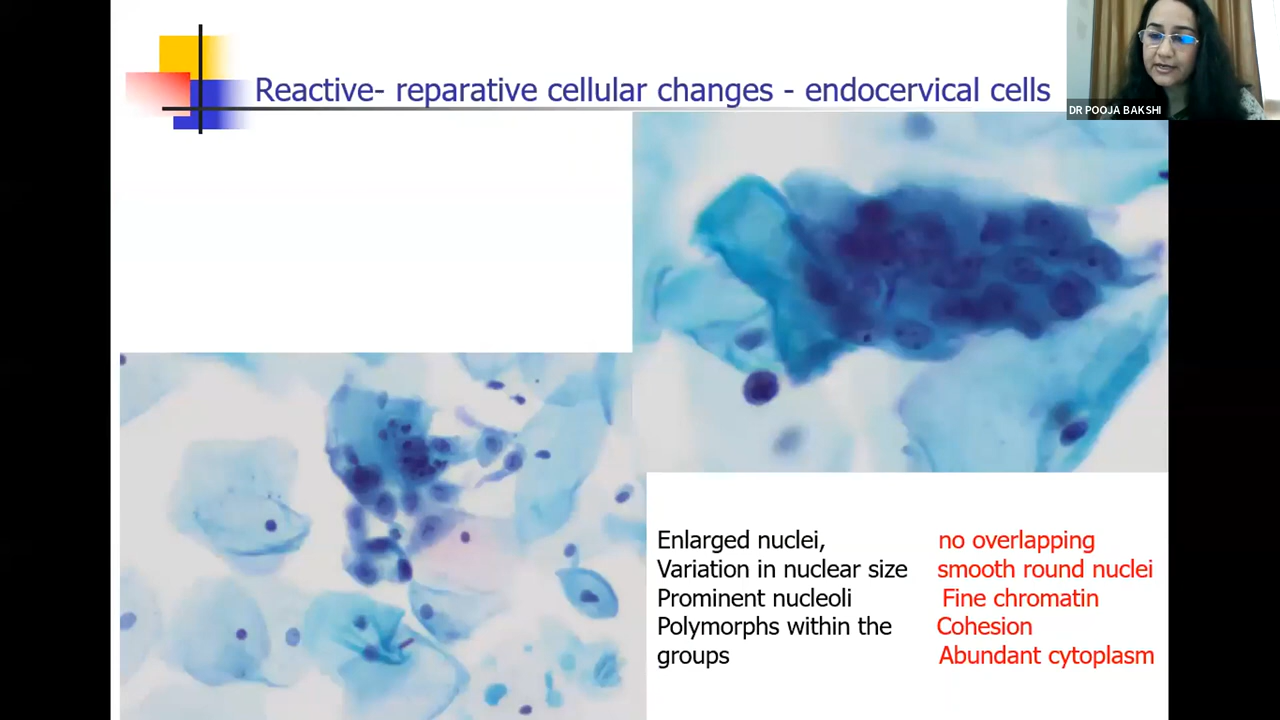 Reactive- reparative cellular changes - endocervical cells
DR POOJA BAKSHI
Enlarged nuclei,
Variation in nuclear size
Prominent nucleoli
Polymorphs within the
groups
no overlapping
smooth round nuclei
Fine chromatin
Cohesion
Abundant cytoplasm